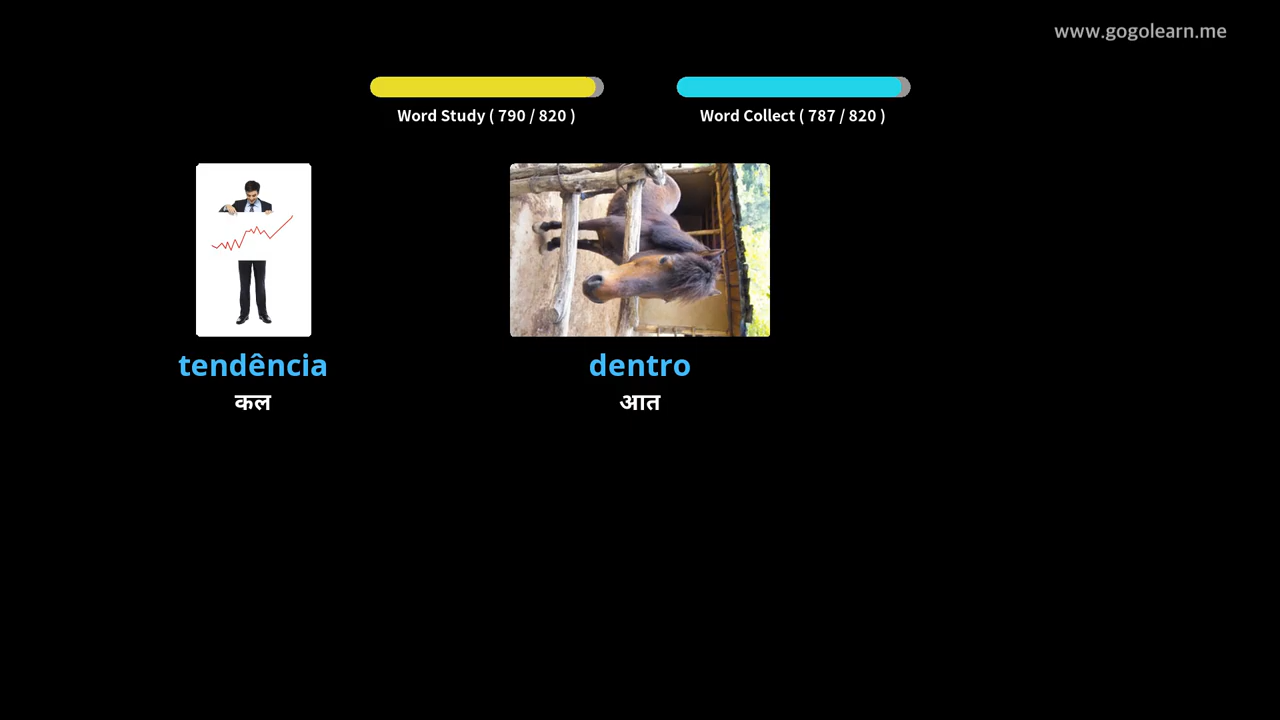 www.gogolearn.me
Word Study ( 790 / 820 )
Word Collect ( 787 / 820 )
tendência
कल
dentro
आत